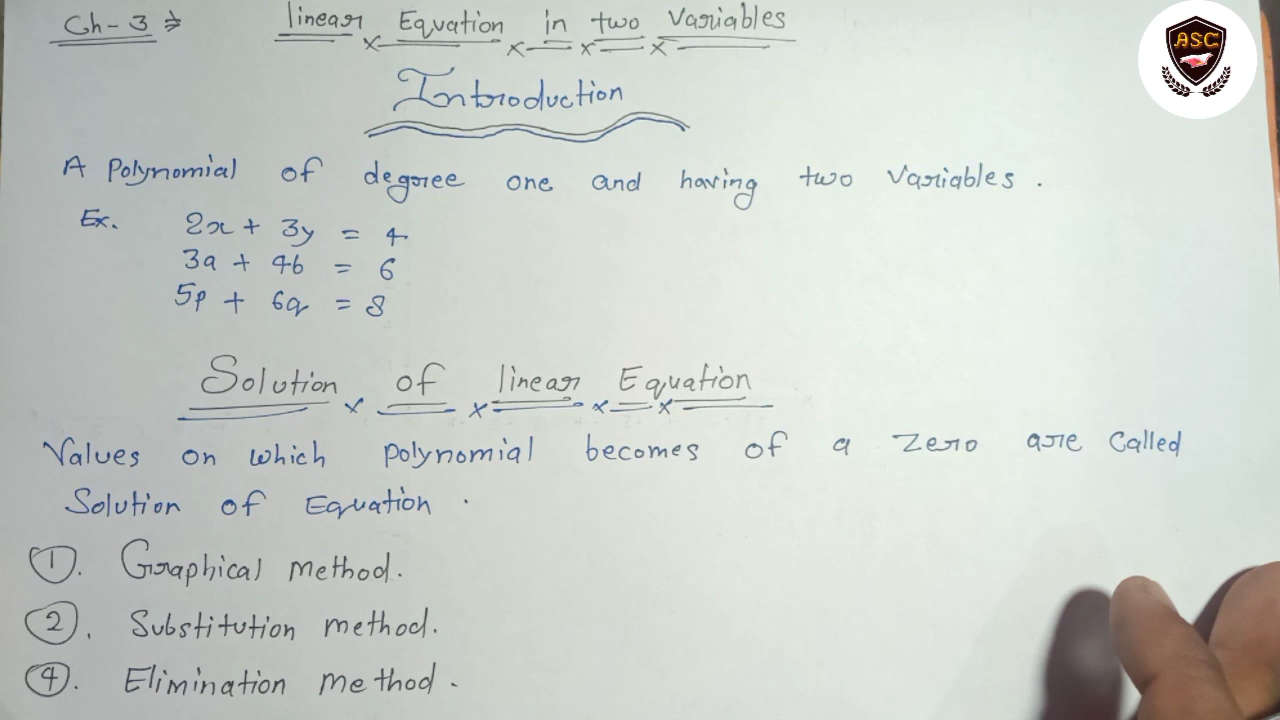 Ch-3 ⇒ linear Equation in two Variables
ASC
Introduction
A Polynomial of degree one and having two Variables.
Ex. 2x + 3y = 4
3a + 4b = 6
5p + 6q = 8
Solution of linear Equation
Values on which polynomial becomes of a Zero are Called
Solution of Equation.
1. Graphical method.
2. Substitution method.
4. Elimination method.